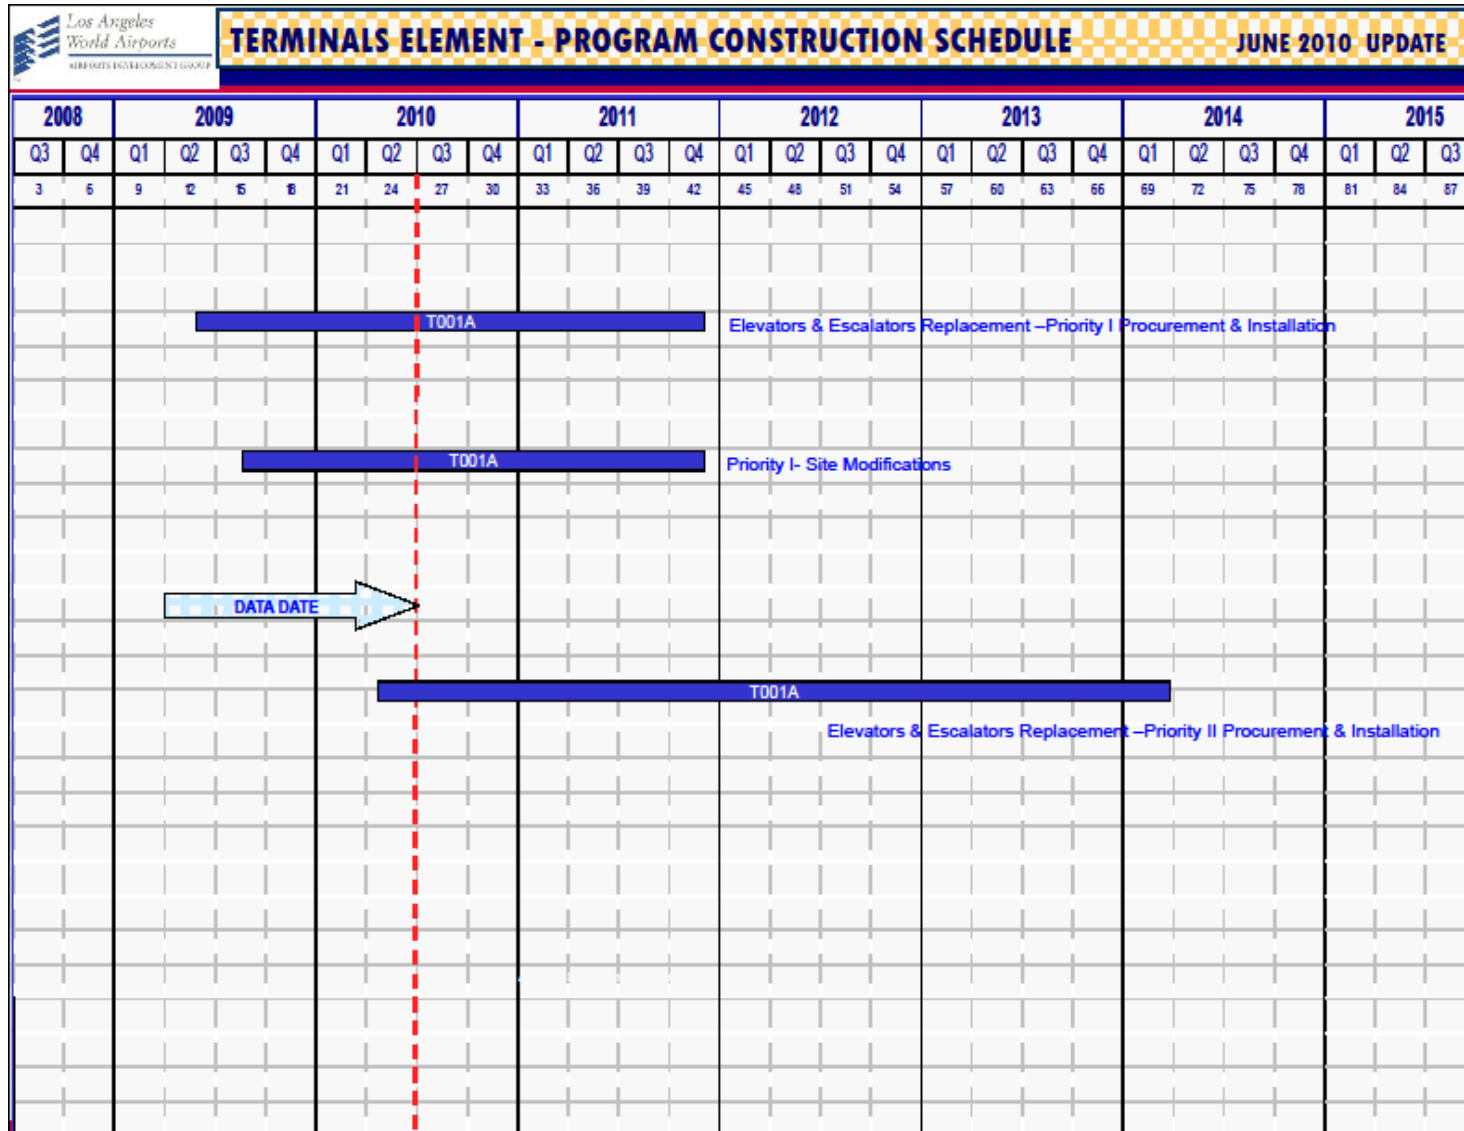 Los Angeles
World Airports
AIRPORTS DEVELOPMENT GROUP
TERMINALS ELEMENT - PROGRAM CONSTRUCTION SCHEDULE
JUNE 2010 UPDATE
2008 2009 2010 2011 2012 2013 2014 2015
Q3 Q4 Q1 Q2 Q3 Q4 Q1 Q2 Q3 Q4 Q1 Q2 Q3 Q4 Q1 Q2 Q3 Q4 Q1 Q2 Q3 Q4 Q1 Q2 Q3 Q4 Q1 Q2 Q3
3 6 9 12 15 18 21 24 27 30 33 36 39 42 45 48 51 54 57 60 63 66 69 72 75 78 81 84 87
T001A
Elevators & Escalators Replacement –Priority I Procurement & Installation
T001A
Priority I- Site Modifications
DATA DATE
T001A
Elevators & Escalators Replacement –Priority II Procurement & Installation